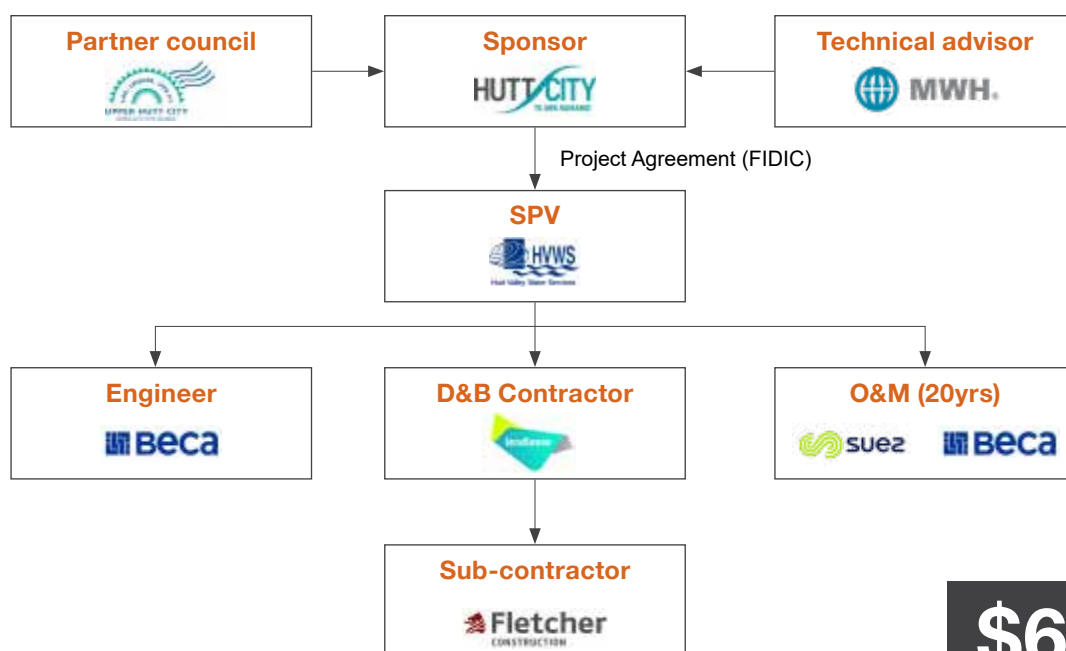 Partner council
UPPER HUTT CITY
Sponsor
HUTT CITY
Technical advisor
MWH.
Project Agreement (FIDIC)
SPV
HVWS
Hutt Valley Water Services
Engineer
Beca
D&B Contractor
lendlease
O&M (20yrs)
suez
Beca
Sub-contractor
Fletcher
CONSTRUCTION
$6